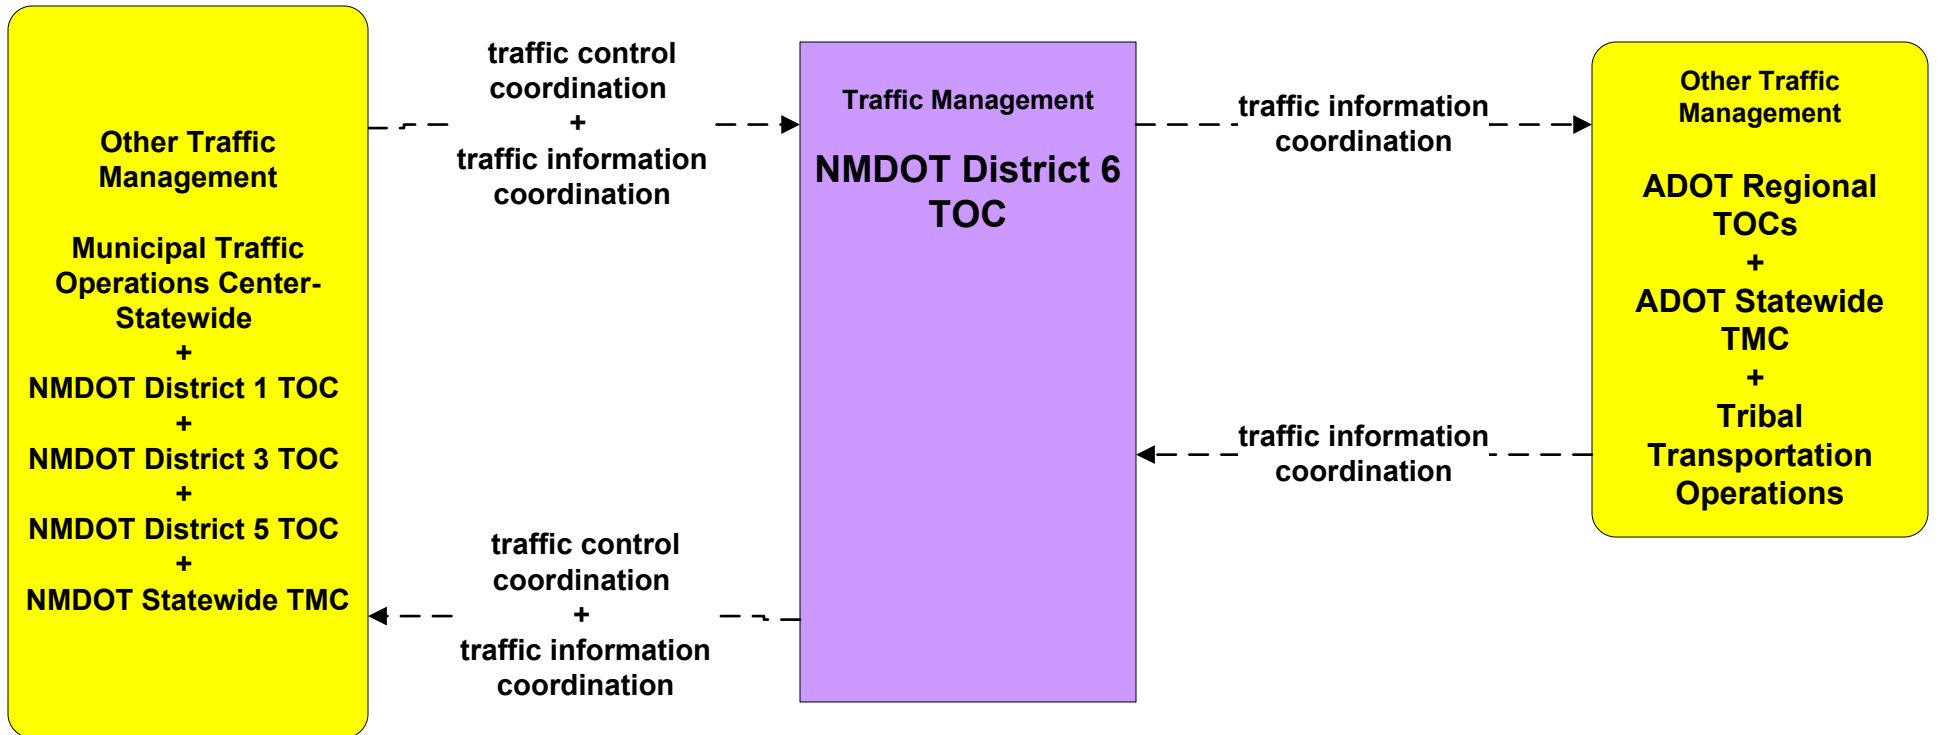 Other Traffic
Management
Municipal Traffic
Operations Center-
Statewide
+
NMDOT District 1 TOC
+
NMDOT District 3 TOC
+
NMDOT District 5 TOC
+
NMDOT Statewide TMC
traffic control
coordination
+
traffic information
coordination
traffic control
coordination
+
traffic information
coordination
Traffic Management
NMDOT District 6
TOC
traffic information
coordination
traffic information
coordination
Other Traffic
Management
ADOT Regional
TOCs
+
ADOT Statewide
TMC
+
Tribal
Transportation
Operations